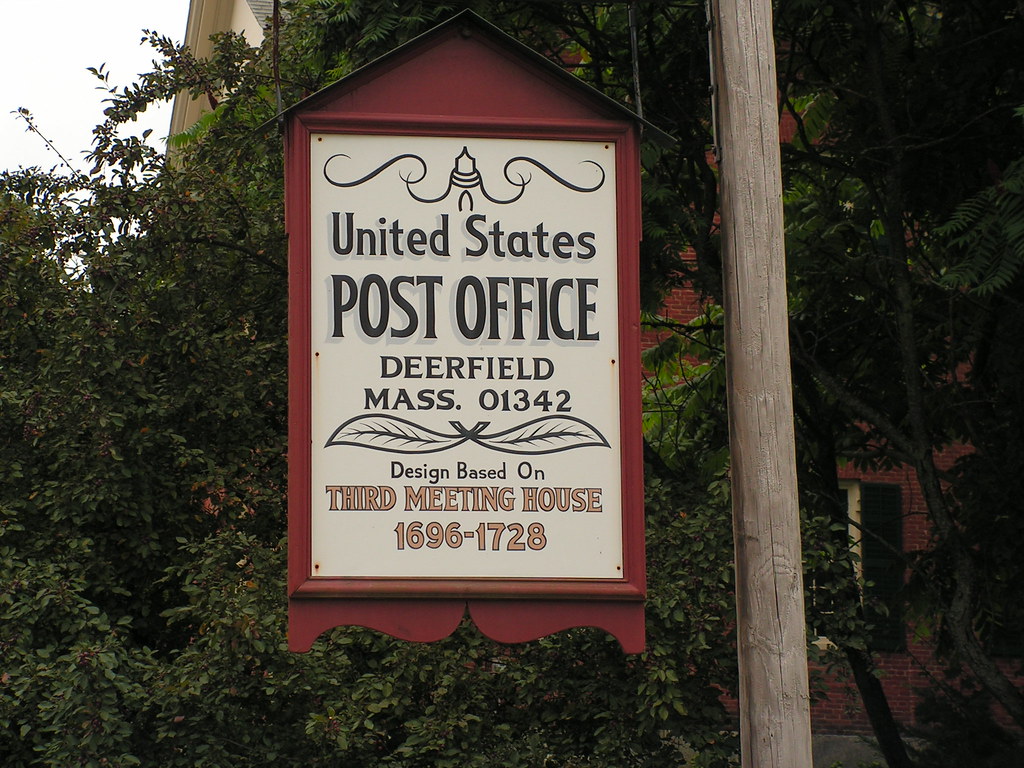 United States
POST OFFICE
DEERFIELD
MASS. 01342
Design Based On
THIRD MEETING HOUSE
1696-1728